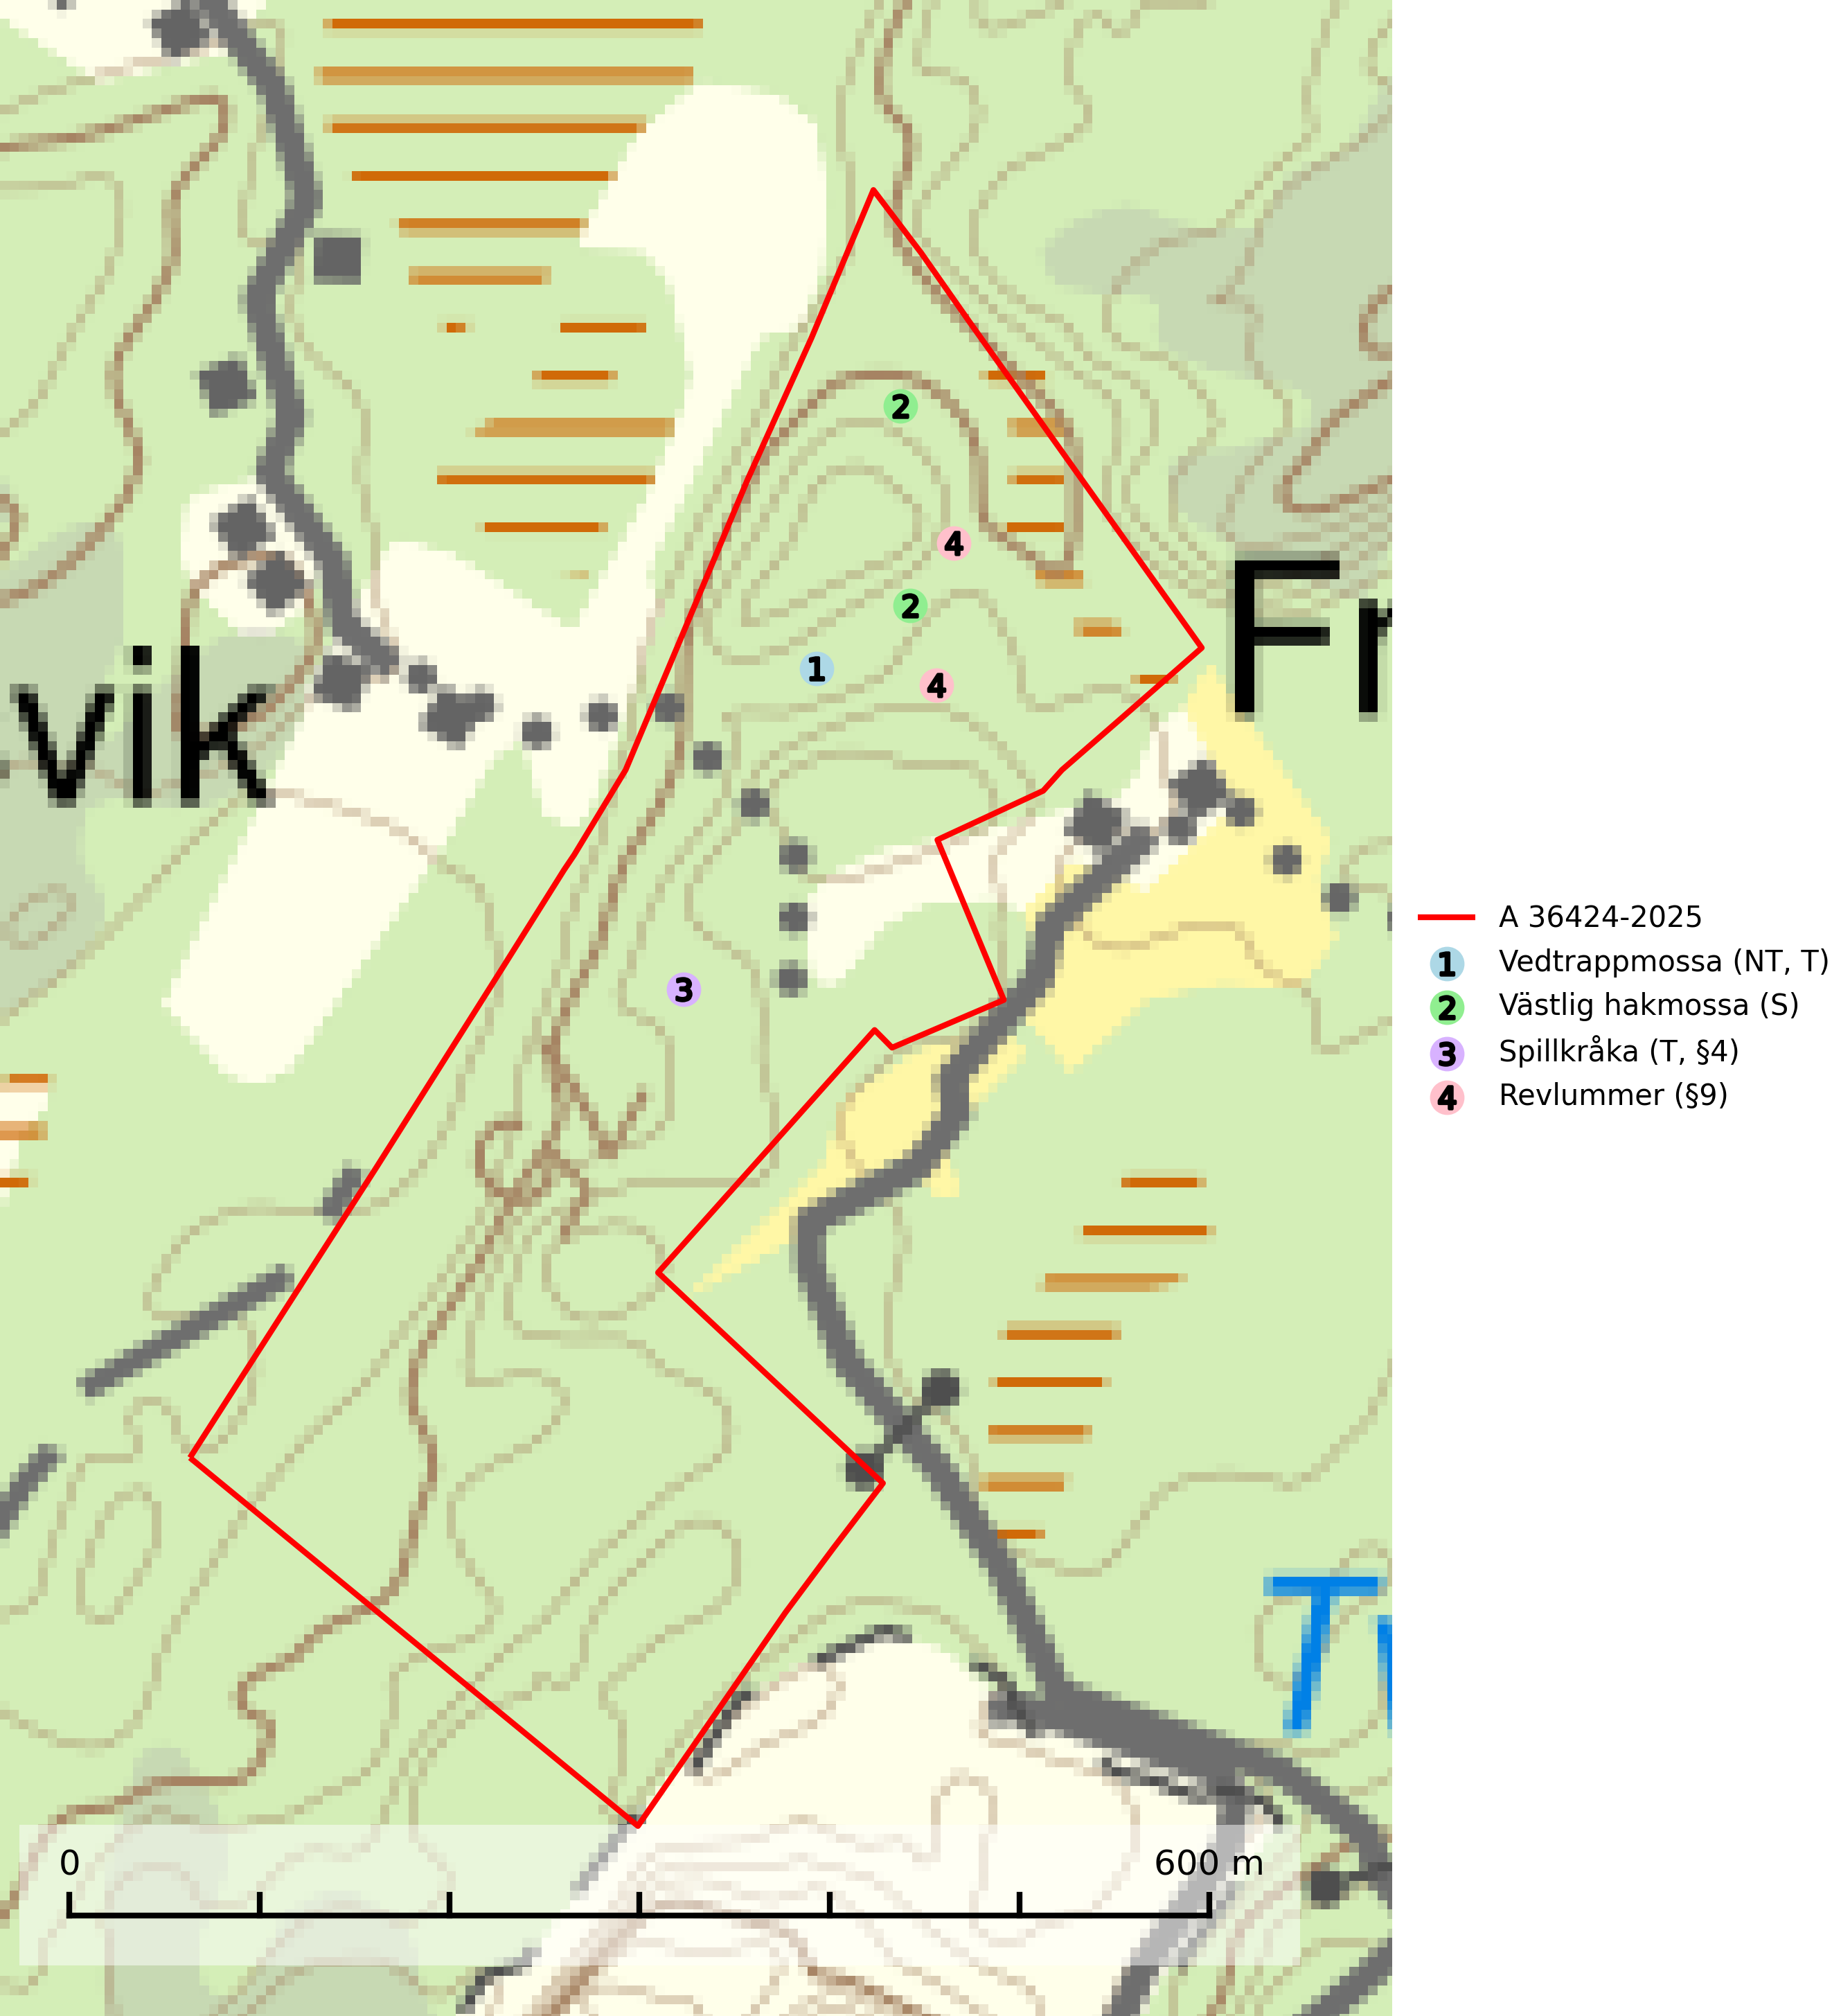 vik
2
4
2
1
4
3
0
600 m
A 36424-2025
1 Vedtrappmossa (NT, T)
2 Västlig hakmossa (S)
3 Spillkråka (T, §4)
4 Revlummer (§9)